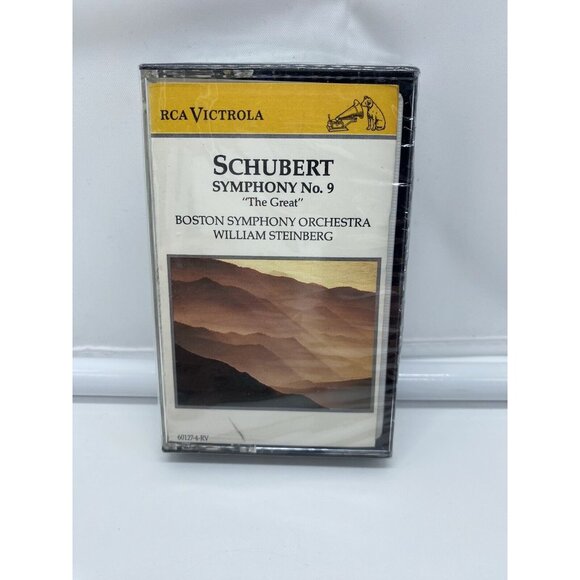 RCA VICTROLA
SCHUBERT
SYMPHONY No. 9
"The Great"
BOSTON SYMPHONY ORCHESTRA
WILLIAM STEINBERG
60127-4-RV